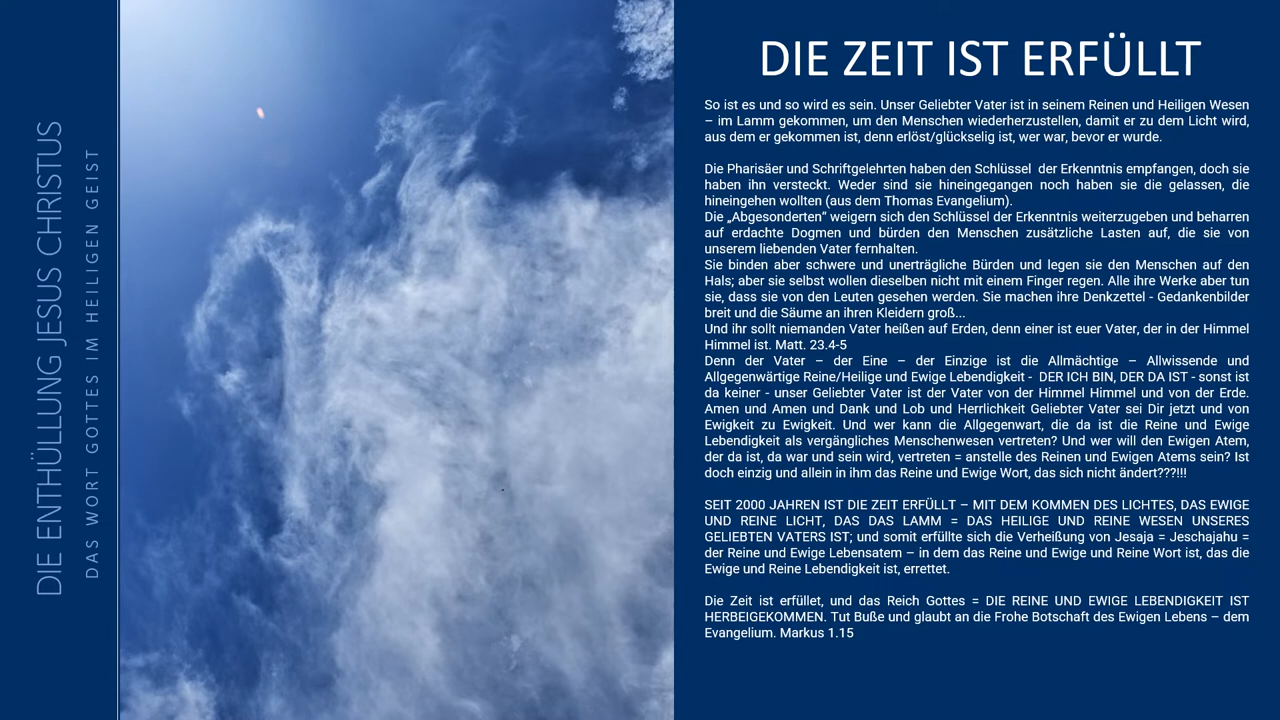 DIE ENTHÜLLUNG JESUS CHRISTUS
DAS WORT GOTTES IM HEILIGEN GEIST
DIE ZEIT IST ERFÜLLT
So ist es und so wird es sein. Unser Geliebter Vater ist in seinem Reinen und Heiligen Wesen
– im Lamm gekommen, um den Menschen wiederherzustellen, damit er zu dem Licht wird,
aus dem er gekommen ist, denn erlöst/glückselig ist, wer war, bevor er wurde.
Die Pharisäer und Schriftgelehrten haben den Schlüssel der Erkenntnis empfangen, doch sie
haben ihn versteckt. Weder sind sie hineingegangen noch haben sie die gelassen, die
hineingehen wollten (aus dem Thomas Evangelium).
Die „Abgesonderten“ weigern sich den Schlüssel der Erkenntnis weiterzugeben und beharren
auf erdachte Dogmen und bürden den Menschen zusätzliche Lasten auf, die sie von
unserem liebenden Vater fernhalten.
Sie binden aber schwere und unerträgliche Bürden und legen sie den Menschen auf den
Hals; aber sie selbst wollen dieselben nicht mit einem Finger regen. Alle ihre Werke aber tun
sie, dass sie von den Leuten gesehen werden. Sie machen ihre Denkzettel - Gedankenbilder
breit und die Säume an ihren Kleidern groß...
Und ihr sollt niemanden Vater heißen auf Erden, denn einer ist euer Vater, der in der Himmel
Himmel ist. Matt. 23.4-5
Denn der Vater – der Eine – der Einzige ist die Allmächtige – Allwissende und
Allgegenwärtige Reine/Heilige und Ewige Lebendigkeit - DER ICH BIN, DER DA IST - sonst ist
da keiner - unser Geliebter Vater ist der Vater von der Himmel Himmel und von der Erde.
Amen und Amen und Dank und Lob und Herrlichkeit Geliebter Vater sei Dir jetzt und von
Ewigkeit zu Ewigkeit. Und wer kann die Allgegenwart, die da ist die Reine und Ewige
Lebendigkeit als vergängliches Menschenwesen vertreten? Und wer will den Ewigen Atem,
der da ist, da war und sein wird, vertreten = anstelle des Reinen und Ewigen Atems sein? Ist
doch einzig und allein in ihm das Reine und Ewige Wort, das sich nicht ändert???!!!
SEIT 2000 JAHREN IST DIE ZEIT ERFÜLLT – MIT DEM KOMMEN DES LICHTES, DAS EWIGE
UND REINE LICHT, DAS DAS LAMM = DAS HEILIGE UND REINE WESEN UNSERES
GELIEBTEN VATERS IST; und somit erfüllte sich die Verheißung von Jesaja = Jeschajahu =
der Reine und Ewige Lebensatem – in dem das Reine und Ewige und Reine Wort ist, das die
Ewige und Reine Lebendigkeit ist, errettet.
Die Zeit ist erfüllet, und das Reich Gottes = DIE REINE UND EWIGE LEBENDIGKEIT IST
HERBEIGEKOMMEN. Tut Buße und glaubt an die Frohe Botschaft des Ewigen Lebens – dem
Evangelium. Markus 1.15